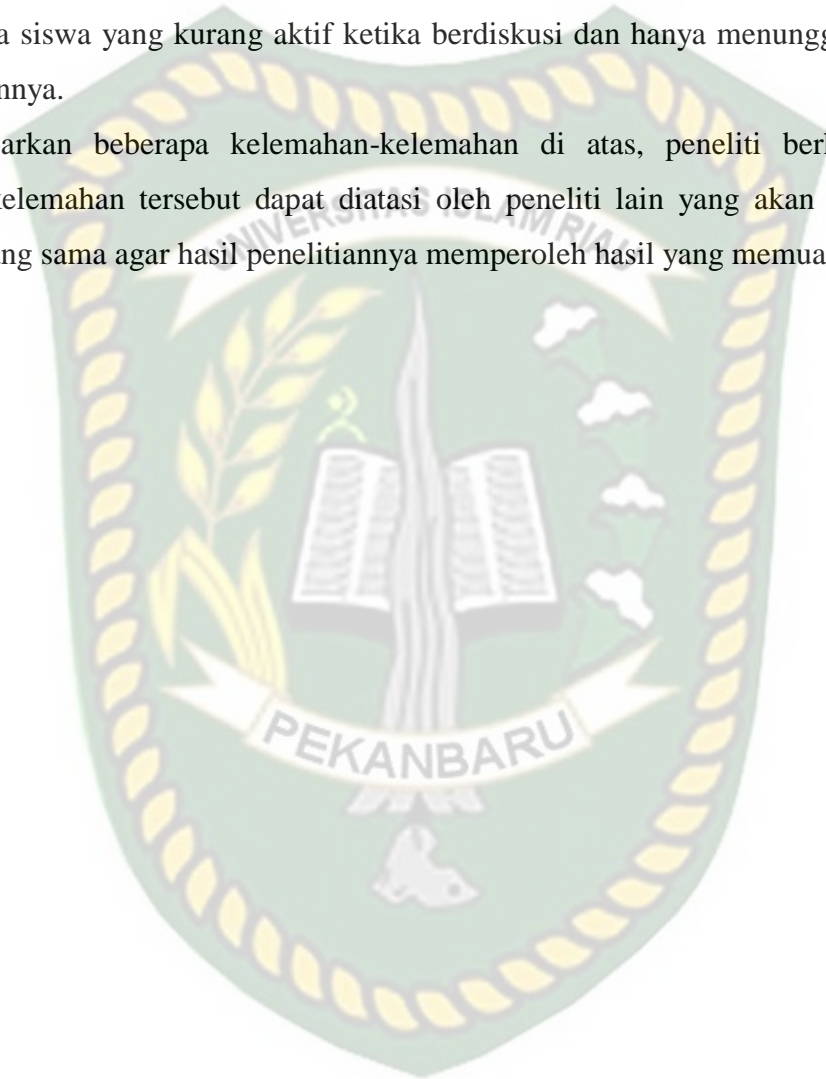 a siswa yang kurang aktif ketika berdiskusi dan hanya menungg
nnya.
arkan beberapa kelemahan-kelemahan di atas, peneliti ber
kelemahan tersebut dapat diatasi oleh peneliti lain yang akan
ng sama agar hasil penelitiannya memperoleh hasil yang memua
UNIVERSITAS ISLAM RIAU
PEKANBARU